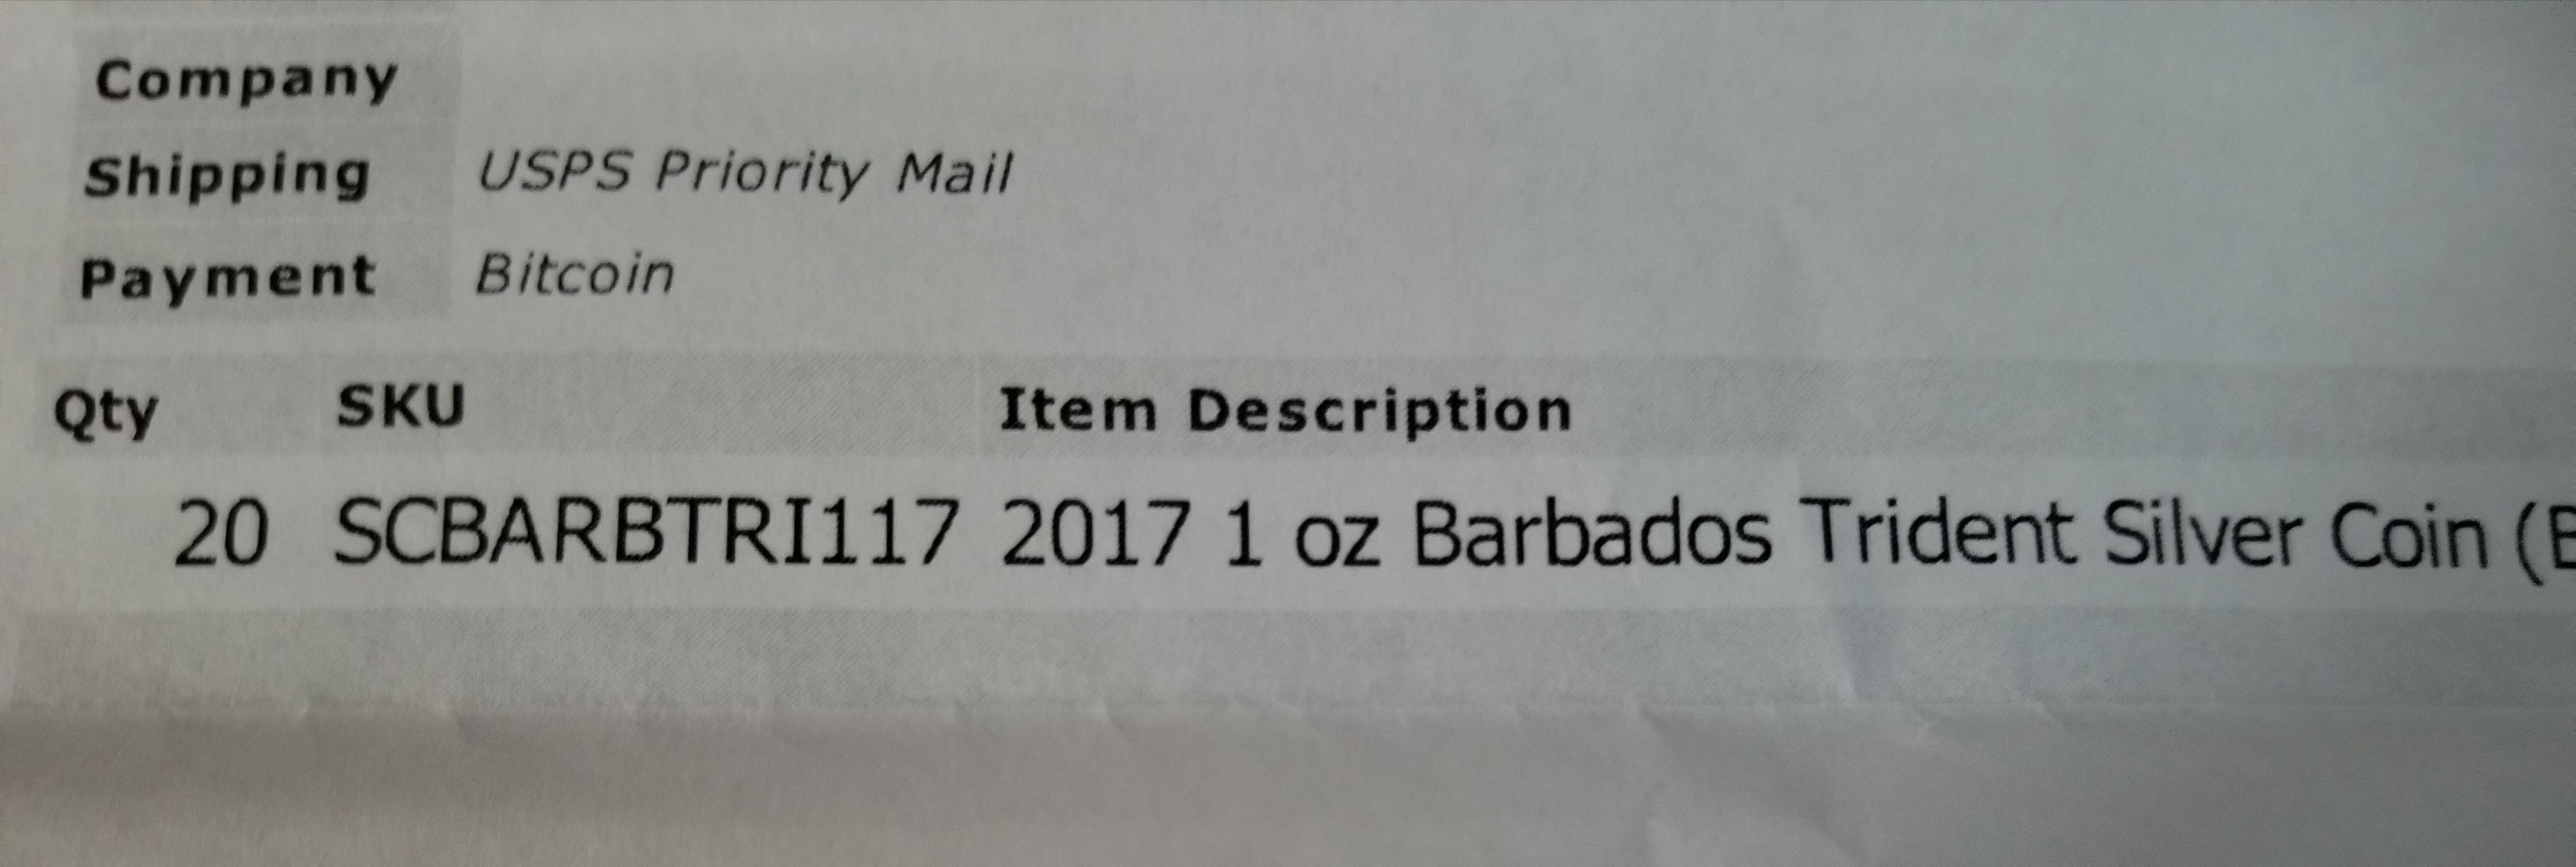 Company
Shipping USPS Priority Mail
Payment Bitcoin
Qty SKU Item Description
20 SCBARBTRI117 2017 1 oz Barbados Trident Silver Coin (